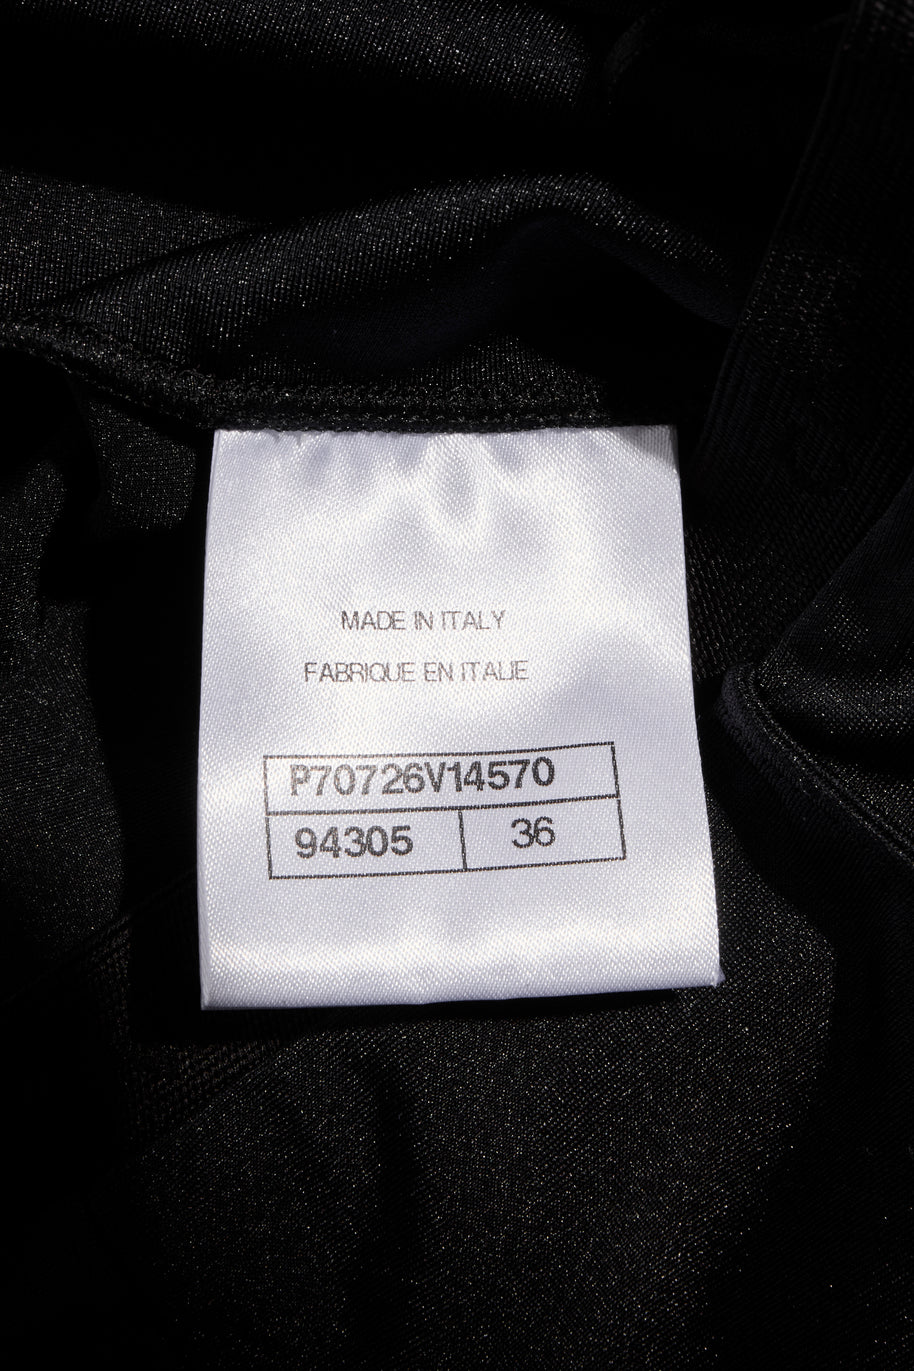 MADE IN ITALY
FABRIQUE EN ITALIE
P70726V14570
94305 36